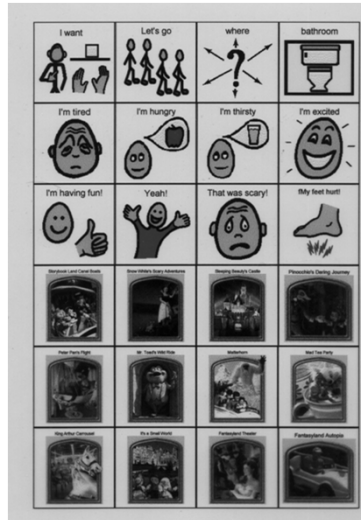 I want
Let's go
where
bathroom
I'm tired
I'm hungry
I'm thirsty
I'm excited
I'm having fun!
Yeah!
That was scary!
!My feet hurt!
Storybook Land Canal Boats
Snow White's Scary Adventures
Sleeping Beauty's Castle
Pinocchio's Daring Journey
Peter Pan's Flight
Mr. Toad's Wild Ride
Matterhorn
Mad Tea Party
King Arthur Carrousel
It's a Small World
Fantasyland Theater
Fantasyland Autopia